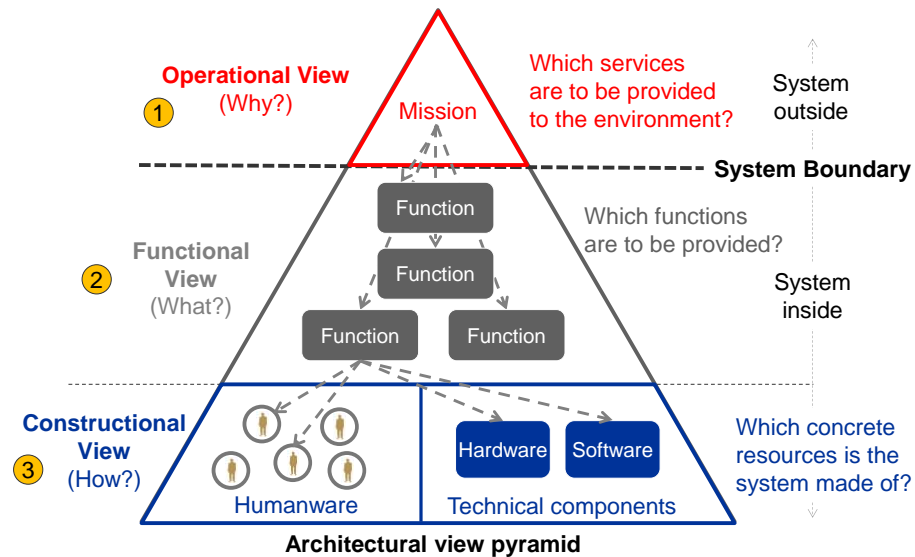 Operational View
(Why?)
1
Mission
Which services
are to be provided
to the environment?
System
outside
System Boundary
Function
Which functions
are to be provided?
Functional
View
(What?)
2
Function
System
inside
Function
Function
Constructional
View
(How?)
3
Hardware
Software
Which concrete
resources is the
system made of?
Humanware
Technical components
Architectural view pyramid